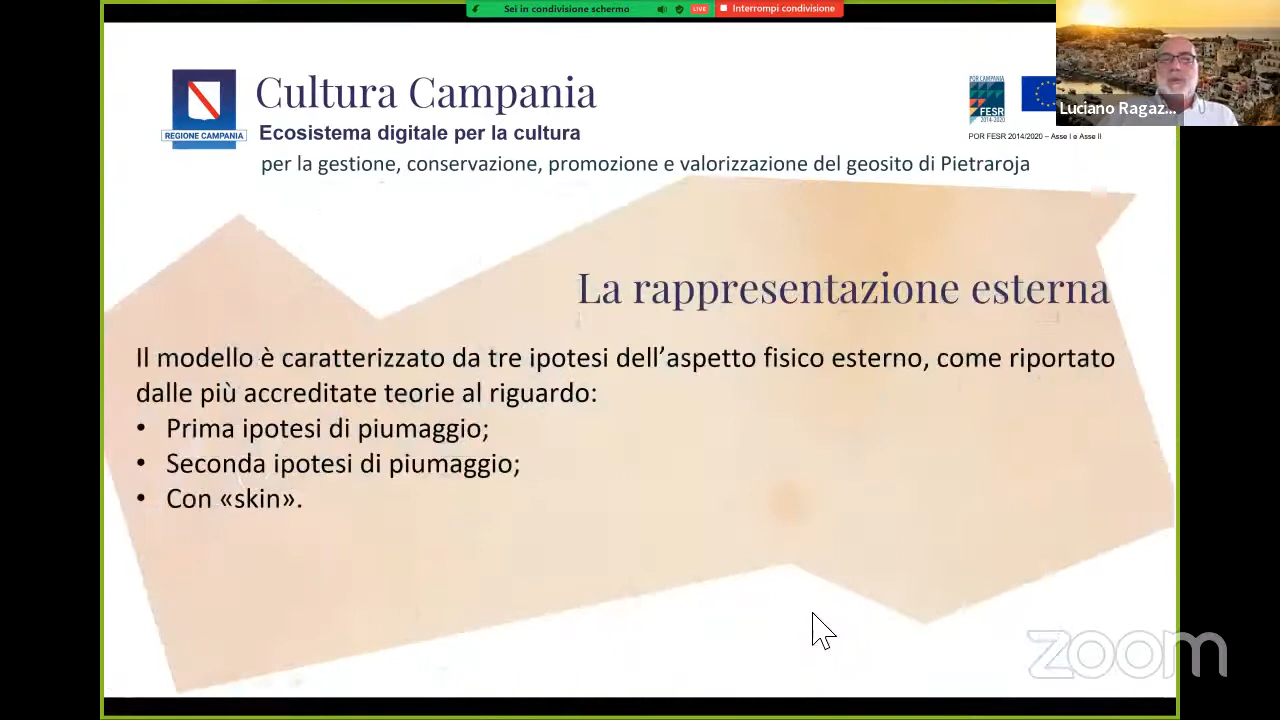 Sei in condivisione schermo
LIVE
Interrompi condivisione
Cultura Campania
REGIONE CAMPANIA
Ecosistema digitale per la cultura
per la gestione, conservazione, promozione e valorizzazione del geosito di Pietraroja
POR CAMPANIA
FESR
2014-2020
POR FESR 2014/2020 – Asse I e Asse II
Luciano Ragaz...
La rappresentazione esterna
Il modello è caratterizzato da tre ipotesi dell’aspetto fisico esterno, come riportato
dalle più accreditate teorie al riguardo:
• Prima ipotesi di piumaggio;
• Seconda ipotesi di piumaggio;
• Con «skin».
zoom